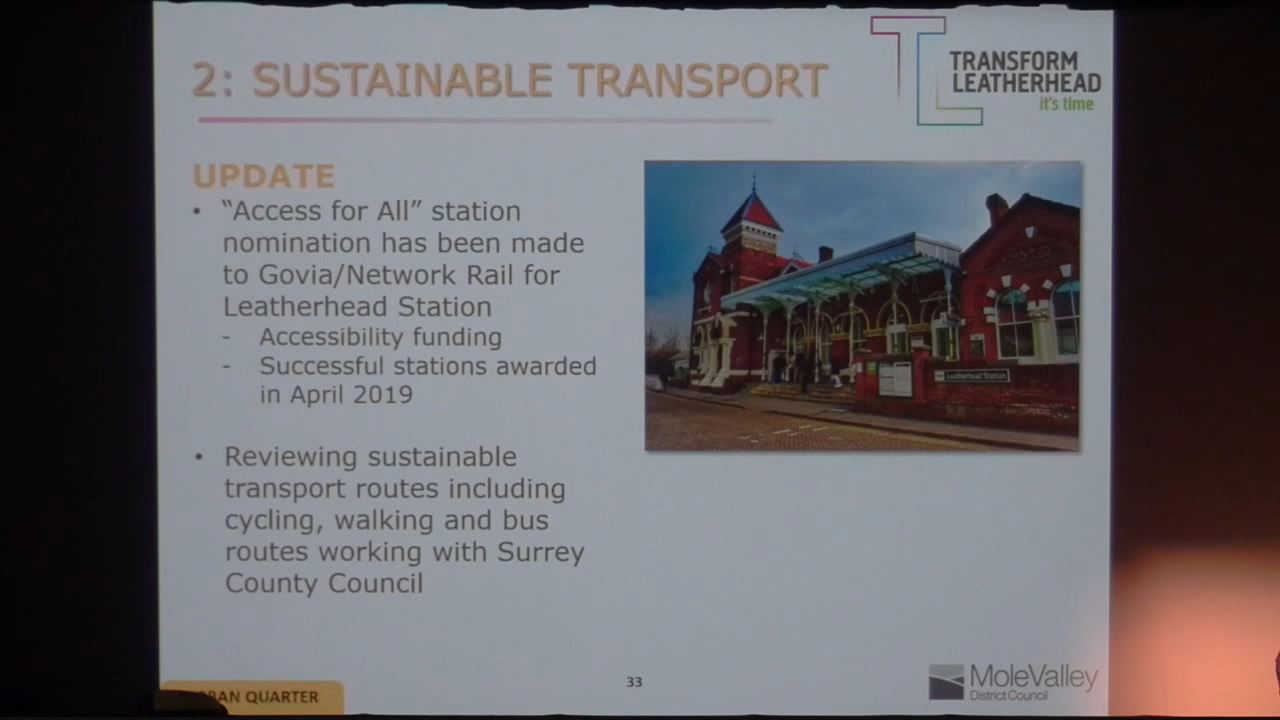 2: SUSTAINABLE TRANSPORT
TRANSFORM
LEATHERHEAD
it's time
UPDATE
• “Access for All” station
nomination has been made
to Govia/Network Rail for
Leatherhead Station
- Accessibility funding
- Successful stations awarded
in April 2019
• Reviewing sustainable
transport routes including
cycling, walking and bus
routes working with Surrey
County Council
Leatherhead Station
QUARTER
33
MoleValley
District Council